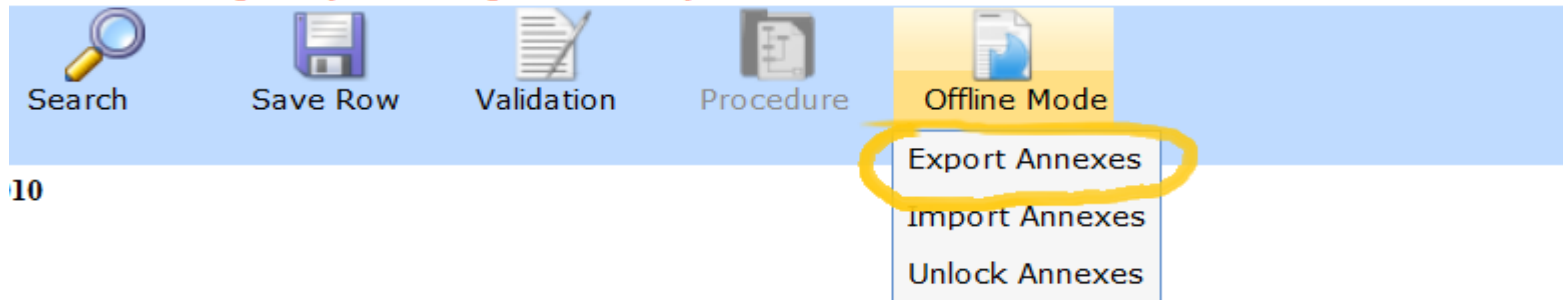 Search Save Row Validation Procedure Offline Mode
Export Annexes
Import Annexes
Unlock Annexes